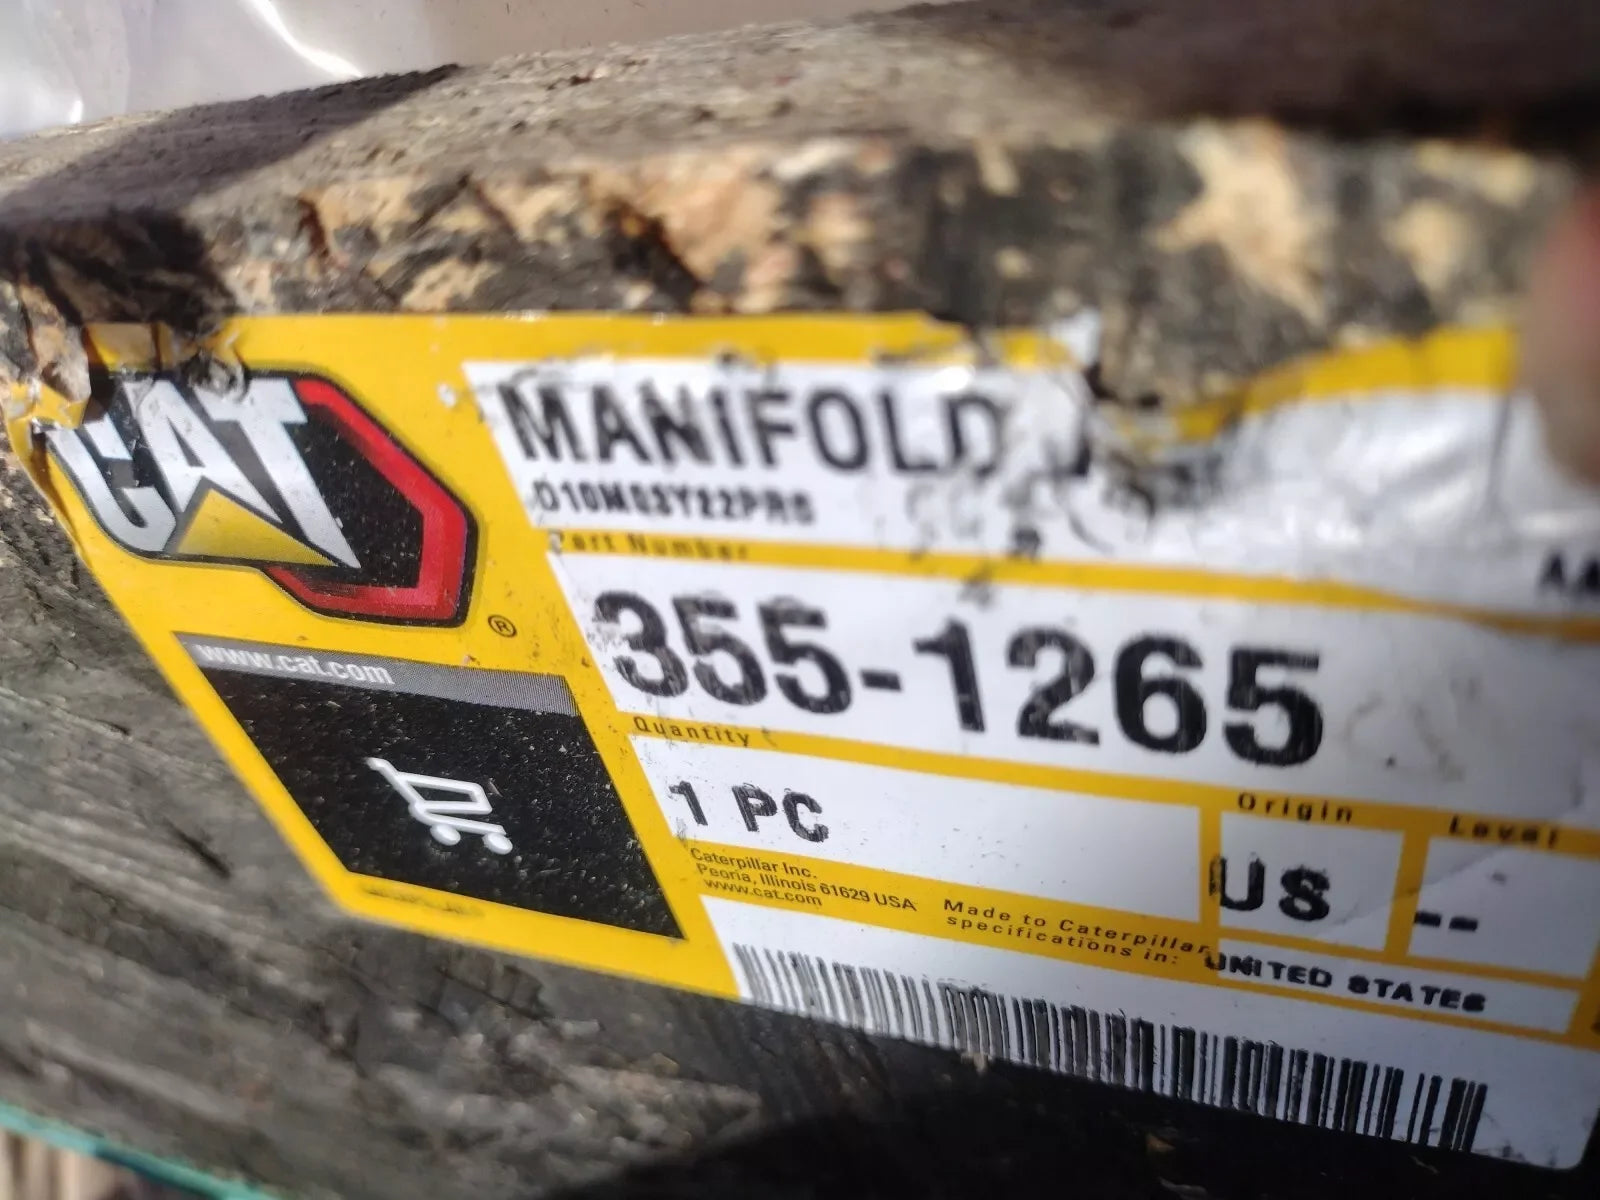 CAT
®
www.cat.com
MANIFOLD
Part Number
355-1265
Quantity
1 PC
Origin
US
Level
--
Caterpillar Inc.
Peoria, Illinois 61629 USA
www.cat.com
Made to Caterpillar
specifications in:
UNITED STATES